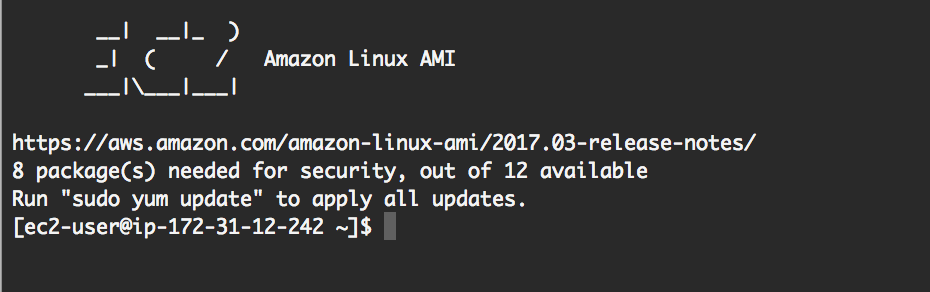 __|  __|_  )
_|  (     /   Amazon Linux AMI
___|\___|___|
https://aws.amazon.com/amazon-linux-ami/2017.03-release-notes/
8 package(s) needed for security, out of 12 available
Run "sudo yum update" to apply all updates.
[ec2-user@ip-172-31-12-242 ~]$